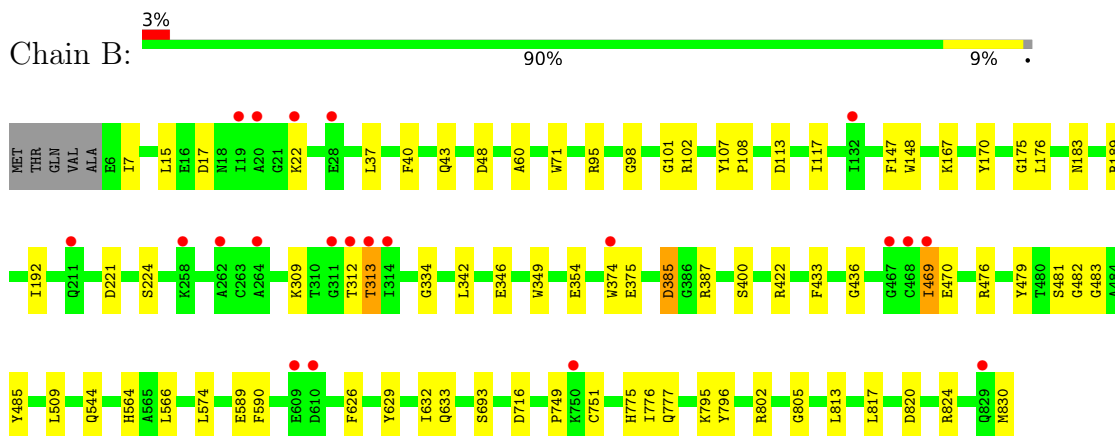 3%
Chain B:
90% 9% •
MET THR GLN VAL ALA E6 I7 L15 E16 D17 N18 I19 A20 G21 K22 E28 L37 F40 Q43 D48 A60 W71 R95 G98 G101 R102 Y107 P108 D113 I117 I132 F147 W148 K167 Y170 G175 L176 N183 R189
I192 Q211 D221 S224 K258 A262 C263 A264 K309 T310 G311 T312 T313 I314 G334 L342 E346 W349 E354 W374 E375 D385 G386 R387 S400 R422 F433 G436 G467 C468 I469 E470 R476 Y479 T480 S481 G482 G483 A484
Y485 L509 Q544 H564 A565 L566 L574 E589 F590 E609 D610 F626 Y629 I632 Q633 S693 D716 P749 K750 C751 H775 I776 Q777 K795 Y796 R802 G805 L813 L817 D820 R824 Q829 M830